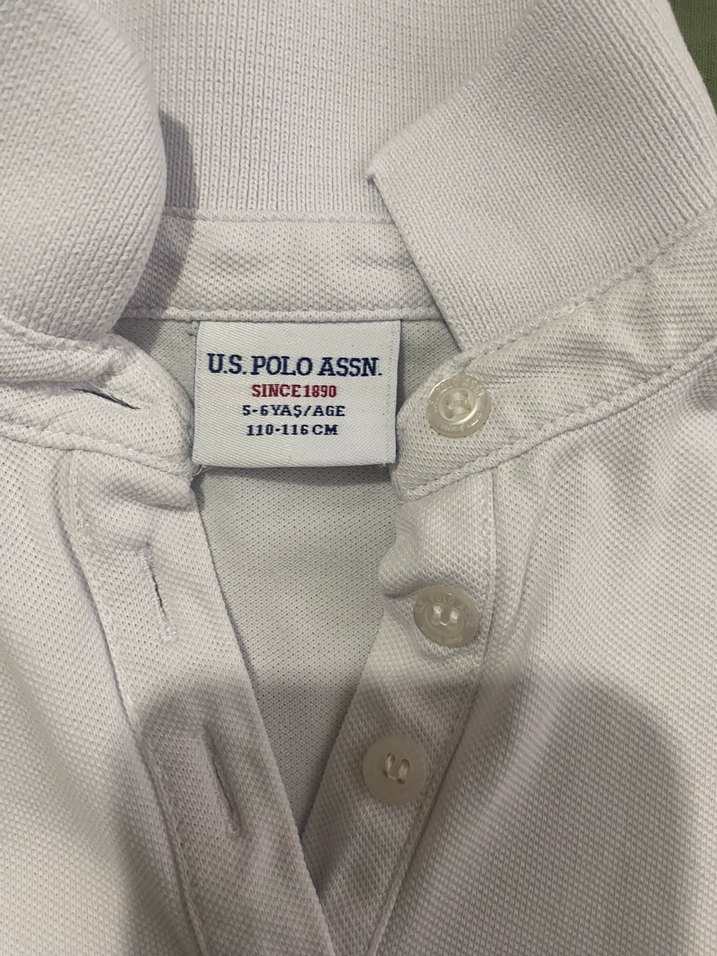 U.S. POLO ASSN.
SINCE 1890
5-6 YAŞ/AGE
110-116 CM